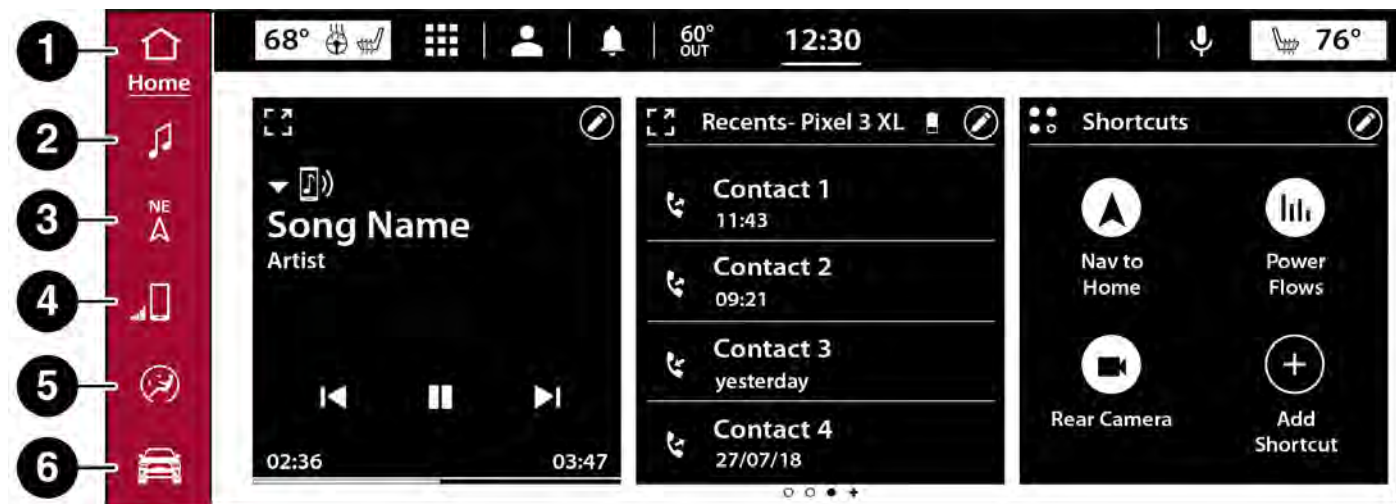 1
Home
2
3
NE
4
5
6
68°
60°
OUT
12:30
76°
Song Name
Artist
02:36 03:47
Recents- Pixel 3 XL
Contact 1
11:43
Contact 2
09:21
Contact 3
yesterday
Contact 4
27/07/18
Shortcuts
Nav to
Home
Power
Flows
Rear Camera
Add
Shortcut